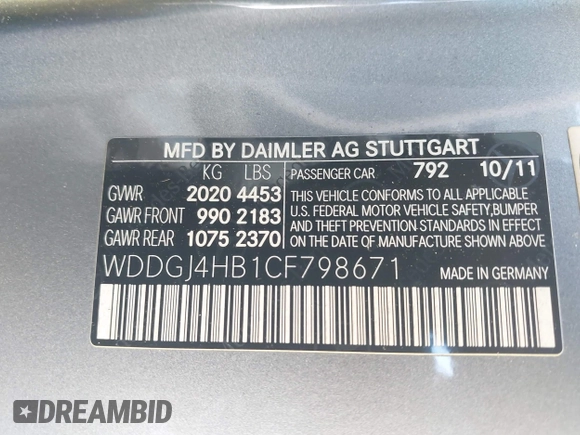 MFD BY DAIMLER AG STUTTGART
KG LBS PASSENGER CAR 792 10/11
GVWR 2020 4453 THIS VEHICLE CONFORMS TO ALL APPLICABLE
GAWR FRONT 990 2183 U.S. FEDERAL MOTOR VEHICLE SAFETY,BUMPER
AND THEFT PREVENTION STANDARDS IN EFFECT
GAWR REAR 1075 2370 ON THE DATE OF MANUFACTURE SHOWN ABOVE.
WDDGJ4HB1CF798671 MADE IN GERMANY
DREAMBID